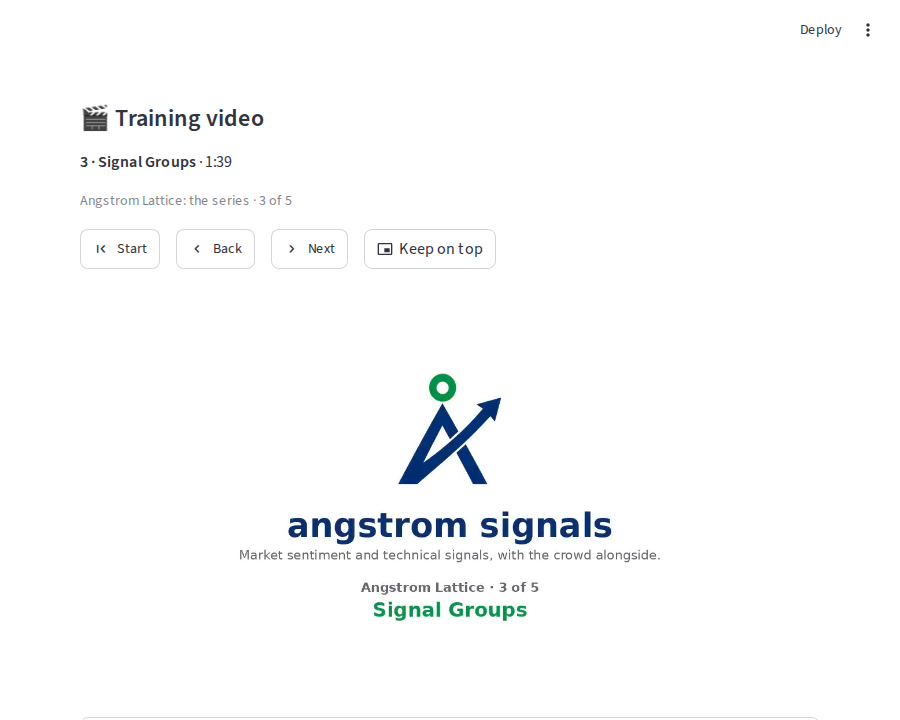 Deploy
🎬 Training video
3 · Signal Groups · 1:39
Angstrom Lattice: the series · 3 of 5
Start
Back
Next
Keep on top
angstrom signals
Market sentiment and technical signals, with the crowd alongside.
Angstrom Lattice · 3 of 5
Signal Groups